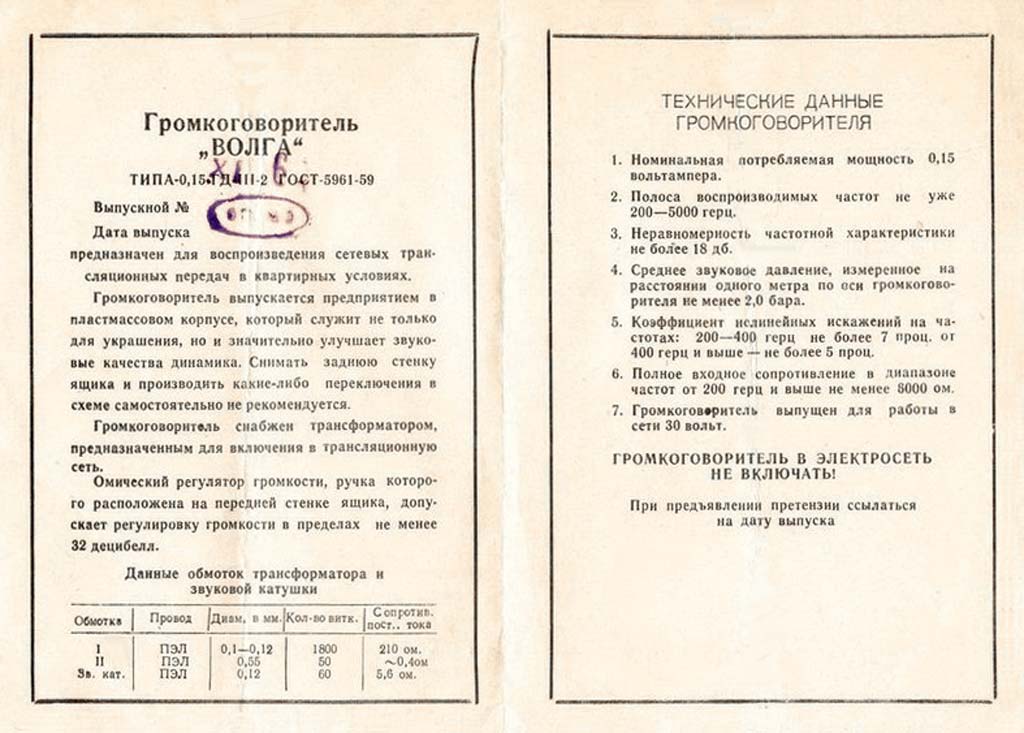 Громкоговоритель
„ВОЛГА“
ТИПА-0,15.ГД-III-2 ГОСТ-5961-59
Выпускной №
Дата выпуска
предназначен для воспроизведения сетевых тран-
сляционных передач в квартирных условиях.
Громкоговоритель выпускается предприятием в
пластмассовом корпусе, который служит не только
для украшения, но и значительно улучшает звуко-
вые качества динамика. Снимать заднюю стенку
ящика и производить какие-либо переключения в
схеме самостоятельно не рекомендуется.
Громкоговоритель снабжен трансформатором,
предназначенным для включения в трансляционную
сеть.
Омический регулятор громкости, ручка которо-
го расположена на передней стенке ящика, допу-
скает регулировку громкости в пределах не менее
32 децибелл.
Данные обмоток трансформатора и
звуковой катушки
Обмотка Провод Диам, в мм. Кол-во витк. Сопротив. пост.. тока
I ПЭЛ 0,1—0,12 1800 210 ом.
II ПЭЛ 0,55 50 ~0,4ом
Зв. кат. ПЭЛ 0,12 60 5,6 ом.
ТЕХНИЧЕСКИЕ ДАННЫЕ
ГРОМКОГОВОРИТЕЛЯ
1. Номинальная потребляемая мощность 0,15
вольтампера.
2. Полоса воспроизводимых частот не уже
200—5000 герц.
3. Неравномерность частотной характеристики
не более 18 дб.
4. Среднее звуковое давление, измеренное на
расстоянии одного метра по оси громкогово-
рителя не менее 2,0 бара.
5. Коэффициент нелинейных искажений на ча-
стотах: 200—400 герц не более 7 проц. от
400 герц и выше — не более 5 проц.
6. Полное входное сопротивление в диапазоне
частот от 200 герц и выше не менее 8000 ом.
7. Громкоговоритель выпущен для работы в
сети 30 вольт.
ГРОМКОГОВОРИТЕЛЬ В ЭЛЕКТРОСЕТЬ
НЕ ВКЛЮЧАТЬ!
При предъявлении претензии ссылаться
на дату выпуска